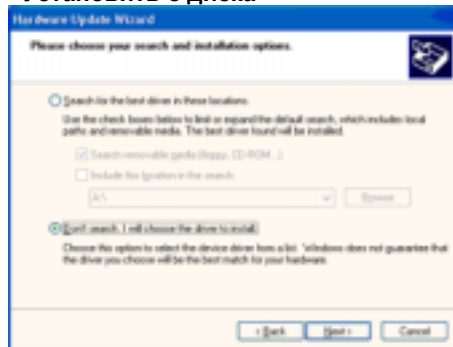 Установить с диска
Hardware Update Wizard
Please choose your search and installation options.
Search for the best driver in these locations.
Use the check boxes below to limit or expand the default search, which includes local
paths and removable media. The best driver found will be installed.
Search removable media (floppy, CD-ROM...)
Include this location in the search:
A:\
Browse
Don't search. I will choose the driver to install.
Choose this option to select the device driver from a list. Windows does not guarantee that
the driver you choose will be the best match for your hardware.
< Back Next > Cancel